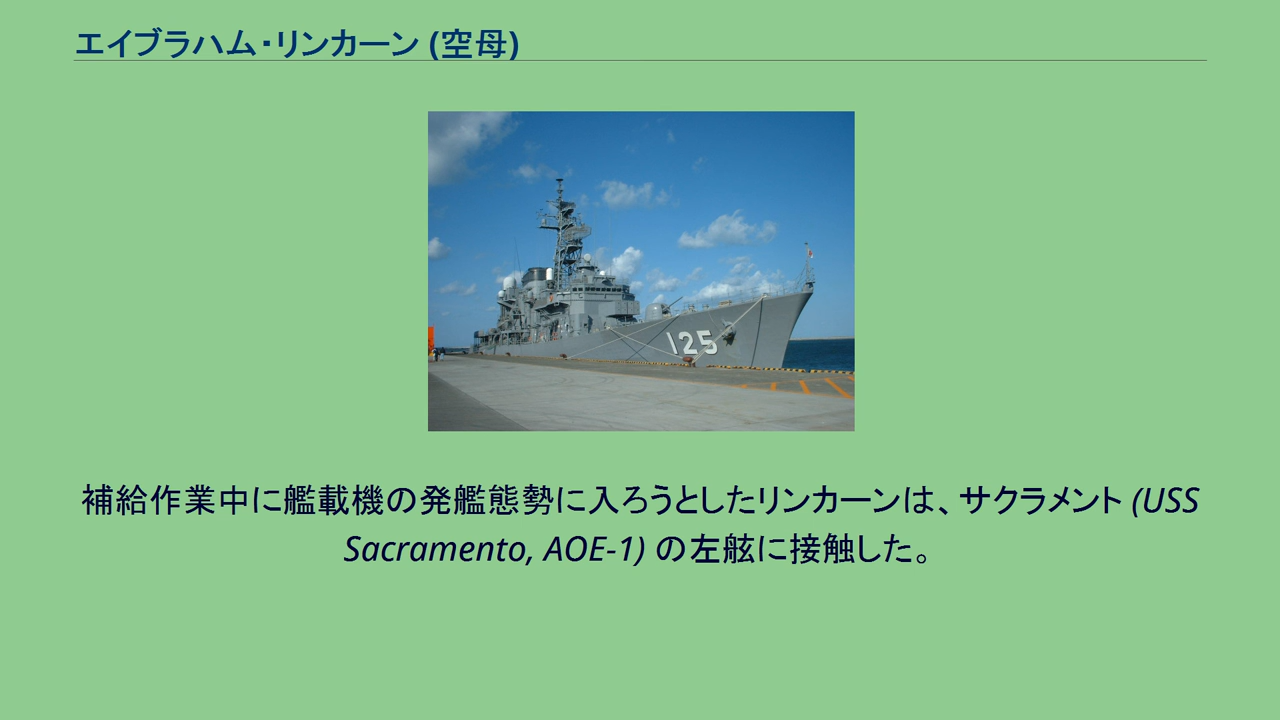 エイブラハム・リンカーン (空母)
125
補給作業中に艦載機の発艦態勢に入ろうとしたリンカーンは、サクラメント (USS
Sacramento, AOE-1) の左舷に接触した。